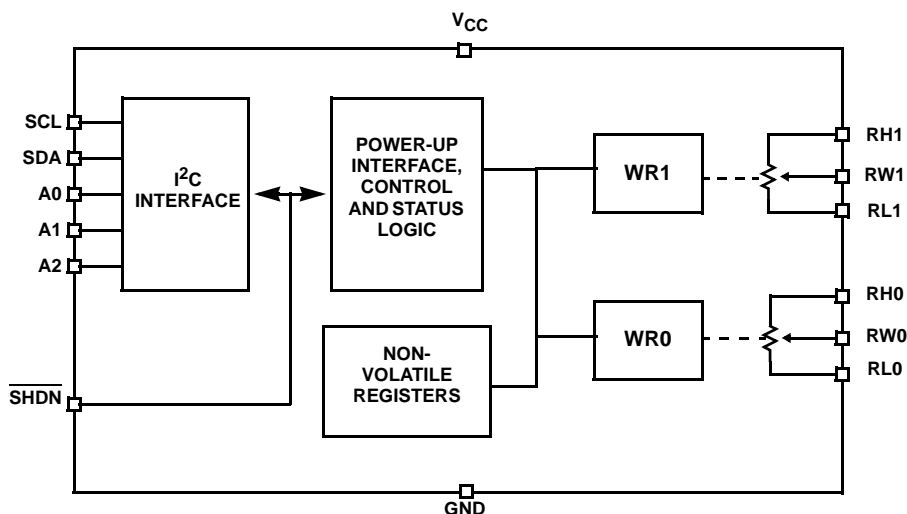 VCC
SCL
SDA
A0
A1
A2
SHDN
I2C
INTERFACE
POWER-UP
INTERFACE,
CONTROL
AND STATUS
LOGIC
NON-
VOLATILE
REGISTERS
WR1
WR0
RH1
RW1
RL1
RH0
RW0
RL0
GND